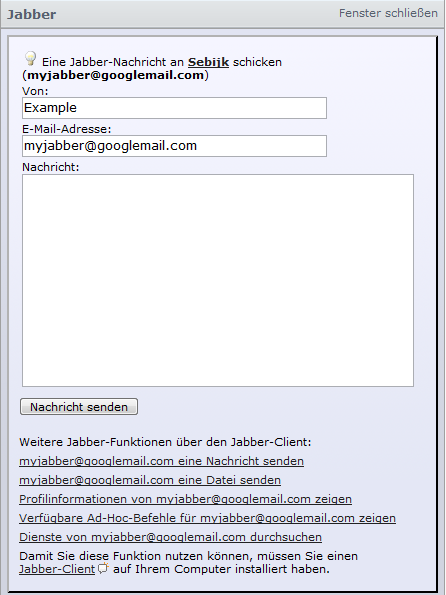 Jabber
Fenster schließen
Eine Jabber-Nachricht an Sebijk schicken
(myjabber@googlemail.com)
Von:
Example
E-Mail-Adresse:
myjabber@googlemail.com
Nachricht:
Nachricht senden
Weitere Jabber-Funktionen über den Jabber-Client:
myjabber@googlemail.com eine Nachricht senden
myjabber@googlemail.com eine Datei senden
Profilinformationen von myjabber@googlemail.com zeigen
Verfügbare Ad-Hoc-Befehle für myjabber@googlemail.com zeigen
Dienste von myjabber@googlemail.com durchsuchen
Damit Sie diese Funktion nutzen können, müssen Sie einen
Jabber-Client auf Ihrem Computer installiert haben.